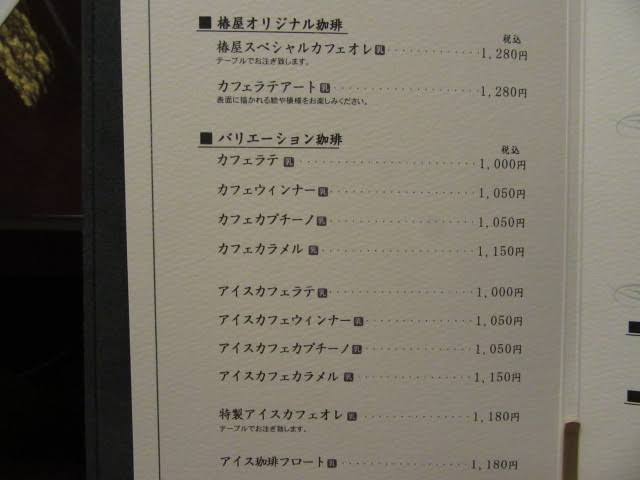 ■ 椿屋オリジナル珈琲
税込
椿屋スペシャルカフェオレ 乳 1,280円
テーブルでお注ぎ致します。
カフェラテアート 乳 1,280円
表面に描かれる絵や模様をお楽しみください。
■ バリエーション珈琲
税込
カフェラテ 乳 1,000円
カフェウィンナー 乳 1,050円
カフェカプチーノ 乳 1,050円
カフェカラメル 乳 1,150円
アイスカフェラテ 乳 1,000円
アイスカフェウィンナー 乳 1,050円
アイスカフェカプチーノ 乳 1,050円
アイスカフェカラメル 乳 1,150円
特製アイスカフェオレ 乳 1,180円
テーブルでお注ぎ致します。
アイス珈琲フロート 乳 1,180円